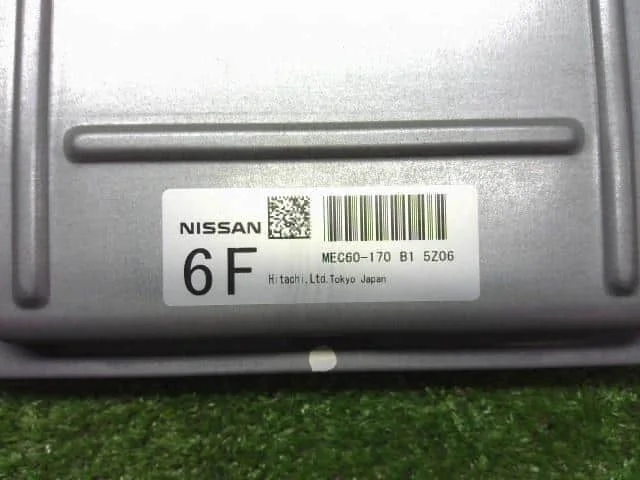 NISSAN
MEC60-170 B1 5Z06
6F
Hitachi,Ltd.Tokyo Japan